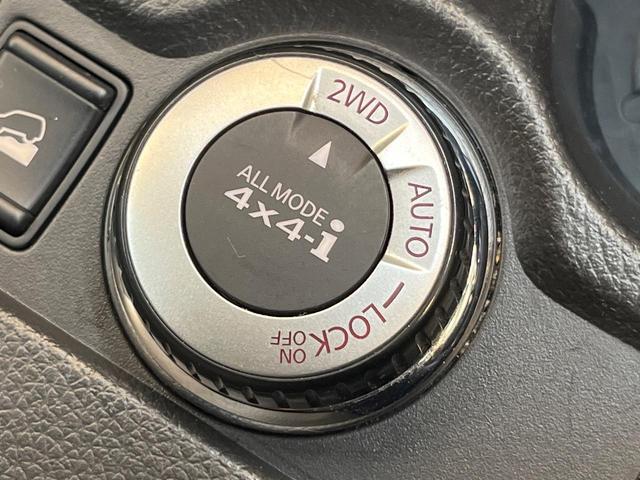 2WD
AUTO
LOCK
ON
OFF
ALL MODE
4x4-i